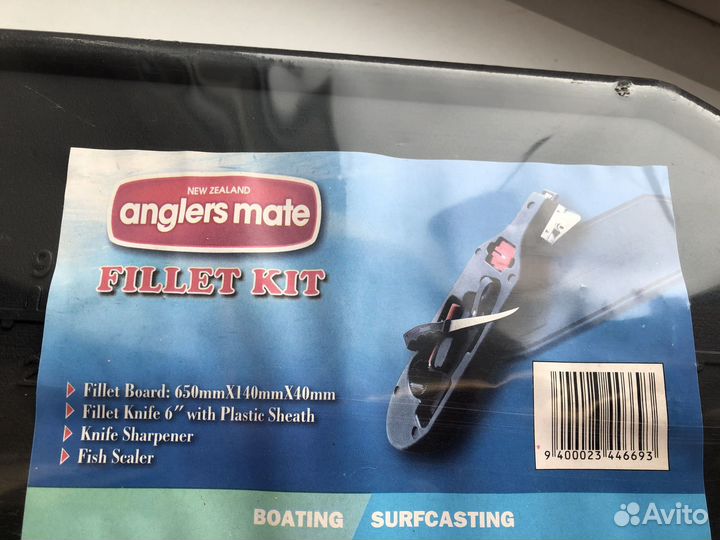 NEW ZEALAND
anglers mate
FILLET KIT
Fillet Board: 650mmX140mmX40mm
Fillet Knife 6" with Plastic Sheath
Knife Sharpener
Fish Scaler
9 400023 446693
BOATING / SURFCASTING
Avito